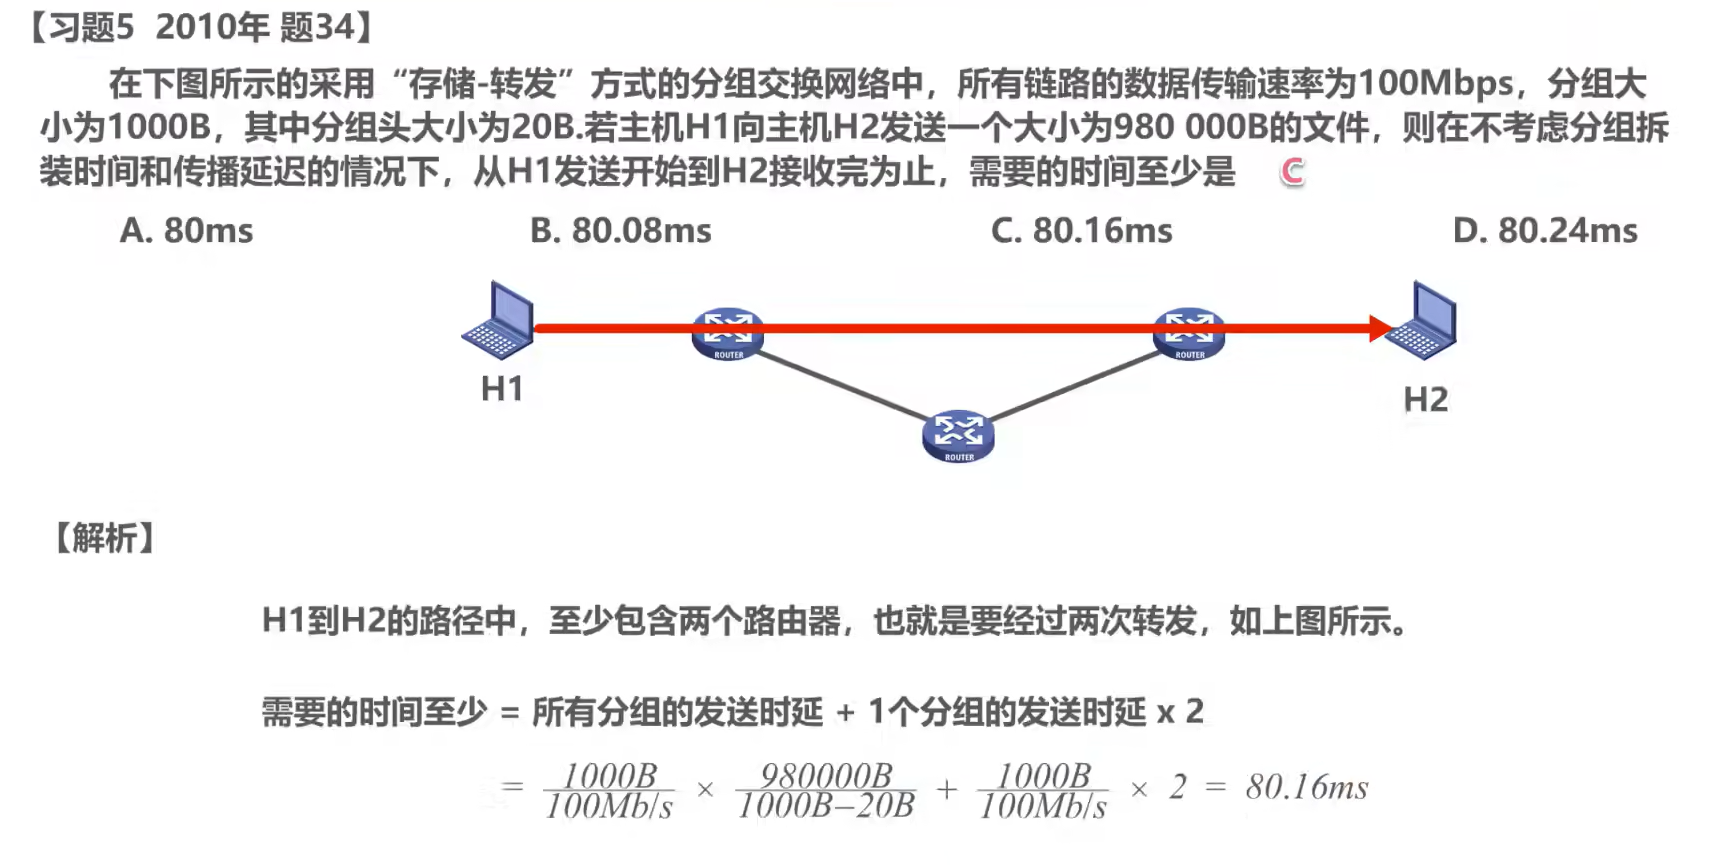 【习题5 2010年 题34】
在下图所示的采用“存储-转发”方式的分组交换网络中，所有链路的数据传输速率为100Mbps，分组大
小为1000B，其中分组头大小为20B.若主机H1向主机H2发送一个大小为980 000B的文件，则在不考虑分组拆
装时间和传播延迟的情况下，从H1发送开始到H2接收完为止，需要的时间至少是 C
A. 80ms B. 80.08ms C. 80.16ms D. 80.24ms
ROUTER ROUTER
H1 H2
ROUTER
【解析】
H1到H2的路径中，至少包含两个路由器，也就是要经过两次转发，如上图所示。
需要的时间至少 = 所有分组的发送时延 + 1个分组的发送时延 x 2
= 1000B/100Mb/s × 980000B/1000B−20B + 1000B/100Mb/s × 2 = 80.16ms